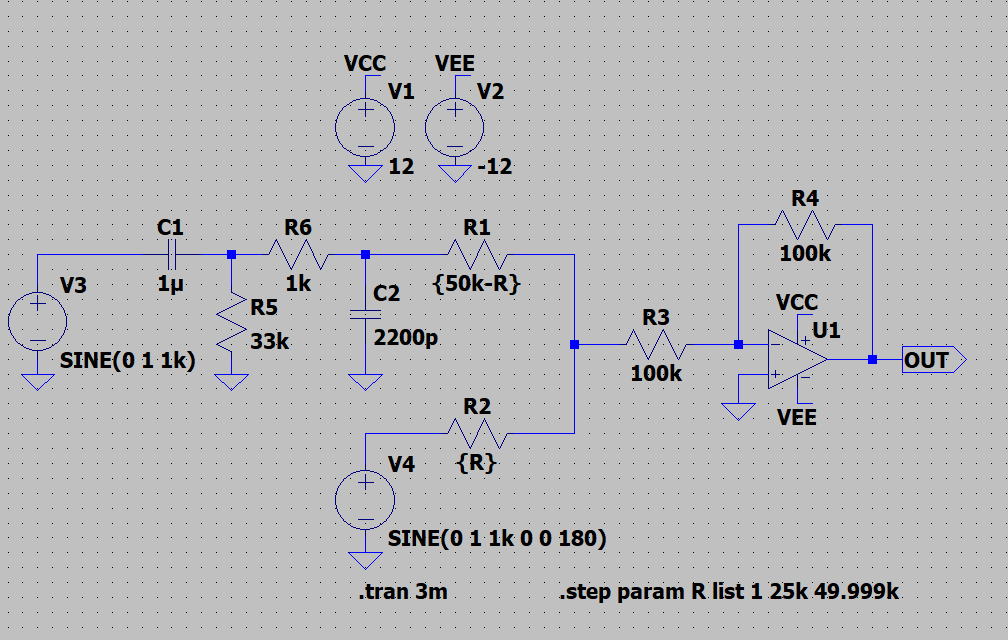 VCC VEE
V1 V2
+ +
− −
12 -12
R4
100k
C1 R6 R1
1µ 1k {50k-R}
V3
+
−
SINE(0 1 1k)
R5
33k
C2
2200p
R3
100k
VCC
U1
+
−
+
−
VEE
OUT
R2
{R}
V4
+
−
SINE(0 1 1k 0 0 180)
.tran 3m .step param R list 1 25k 49.999k